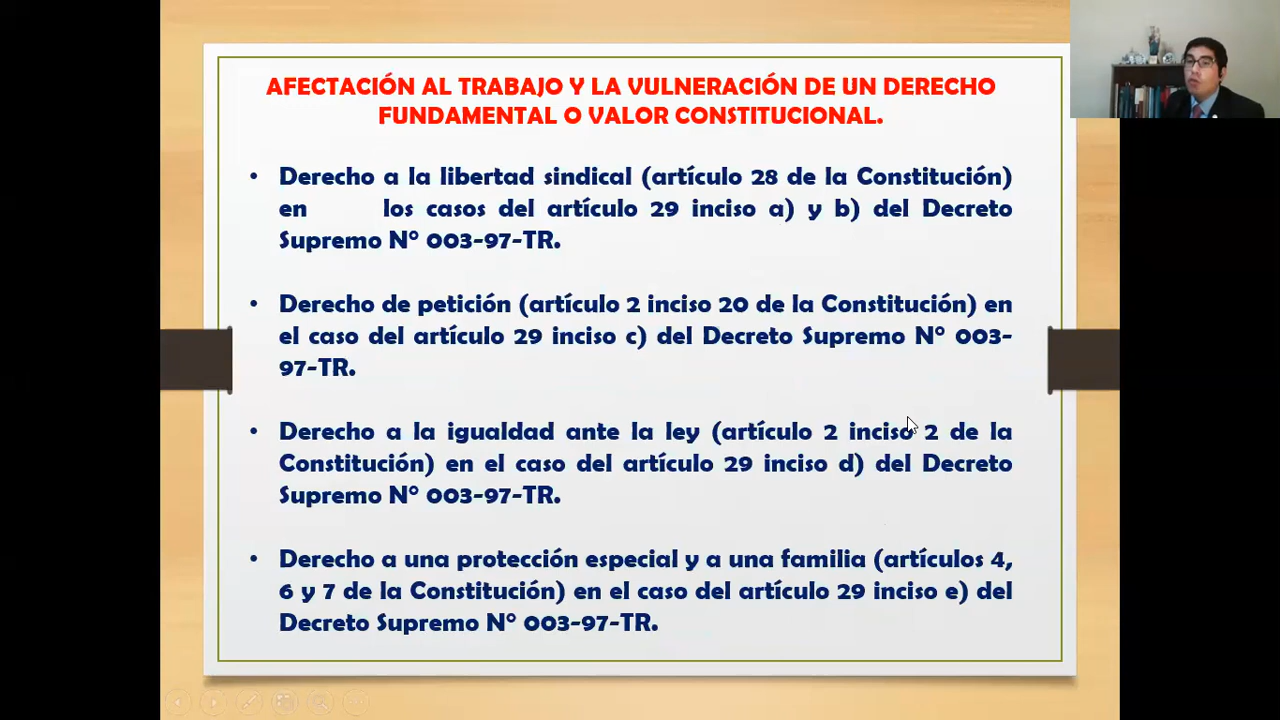 AFECTACIÓN AL TRABAJO Y LA VULNERACIÓN DE UN DERECHO
FUNDAMENTAL O VALOR CONSTITUCIONAL.
• Derecho a la libertad sindical (artículo 28 de la Constitución)
en los casos del artículo 29 inciso a) y b) del Decreto
Supremo N° 003-97-TR.
• Derecho de petición (artículo 2 inciso 20 de la Constitución) en
el caso del artículo 29 inciso c) del Decreto Supremo N° 003-
97-TR.
• Derecho a la igualdad ante la ley (artículo 2 inciso 2 de la
Constitución) en el caso del artículo 29 inciso d) del Decreto
Supremo N° 003-97-TR.
• Derecho a una protección especial y a una familia (artículos 4,
6 y 7 de la Constitución) en el caso del artículo 29 inciso e) del
Decreto Supremo N° 003-97-TR.